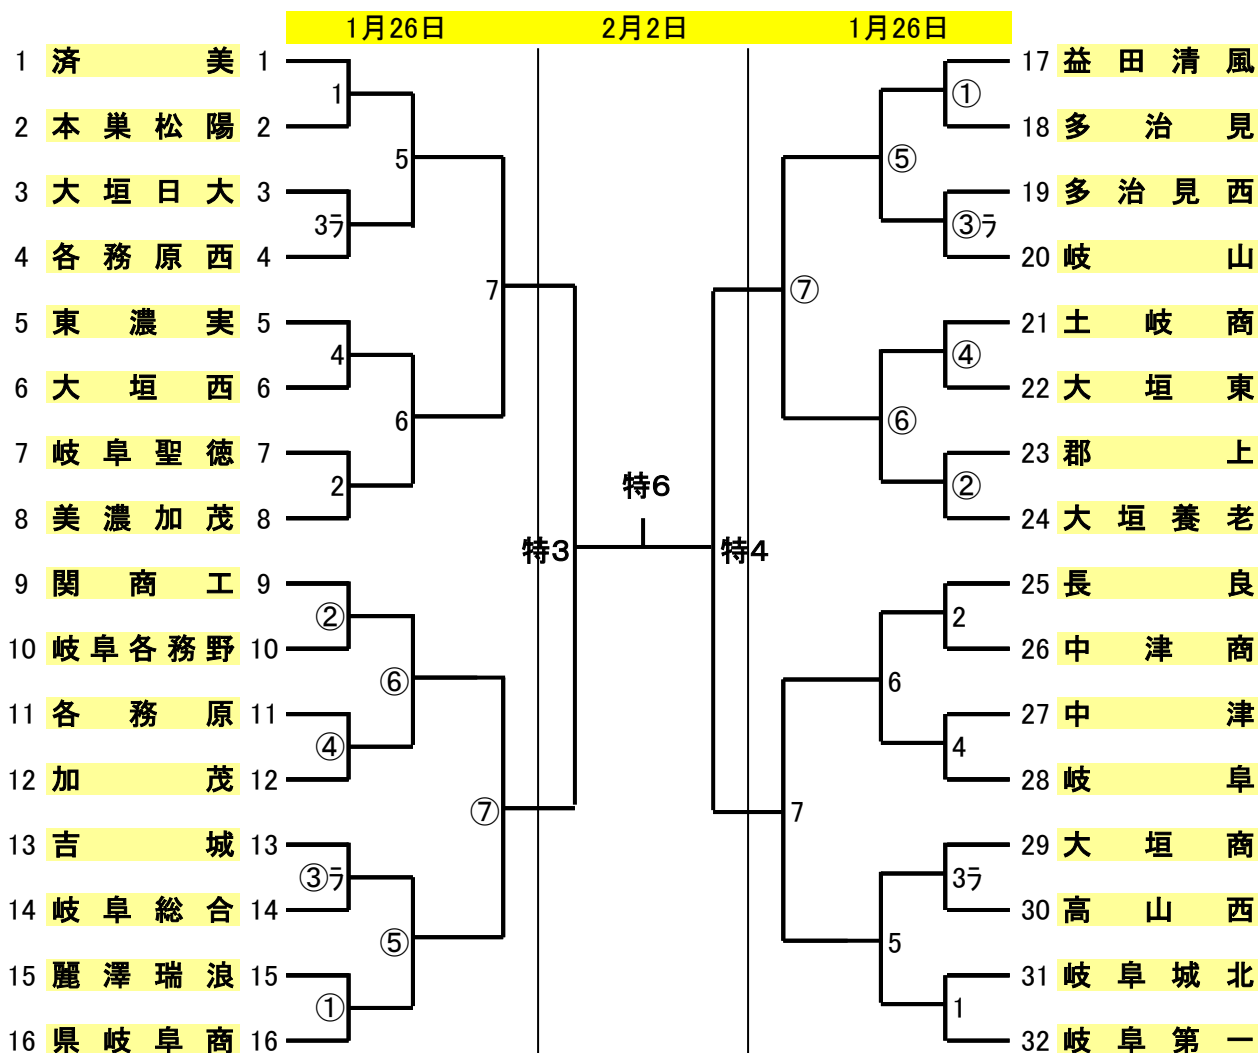 1月26日 2月2日 1月26日
1 済美 1
17 益田清風
1 ①
2 本巣松陽 2
18 多治見
5 ⑤
3 大垣日大 3
19 多治見西
3ラ ③ラ
4 各務原西 4
20 岐山
7 ⑦
5 東濃実 5
21 土岐商
4 ④
6 大垣西 6
22 大垣東
6 ⑥
7 岐阜聖徳 7
23 郡上
2 ②
特6
8 美濃加茂 8
24 大垣養老
特3 特4
9 関商工 9
25 長良
② 2
10 岐阜各務野 10
26 中津商
⑥ 6
11 各務原 11
27 中津
④ 4
12 加茂 12
28 岐阜
⑦ 7
13 吉城 13
29 大垣商
③ラ 3ラ
14 岐阜総合 14
30 高山西
⑤ 5
15 麗澤瑞浪 15
31 岐阜城北
① 1
16 県岐阜商 16
32 岐阜第一